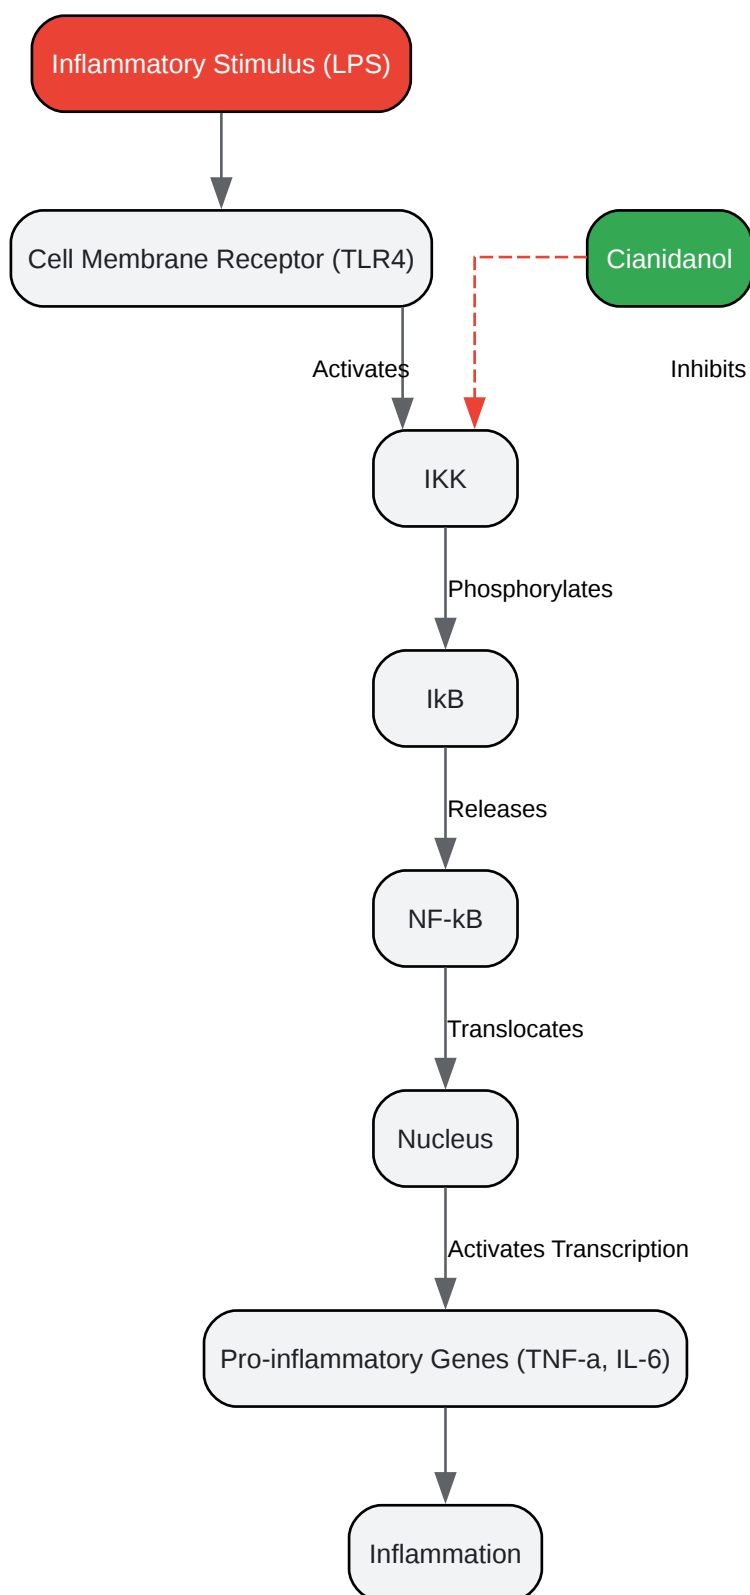 Inflammatory Stimulus (LPS)
Cell Membrane Receptor (TLR4)
Cianidanol
Activates
Inhibits
IKK
Phosphorylates
IkB
Releases
NF-kB
Translocates
Nucleus
Activates Transcription
Pro-inflammatory Genes (TNF-a, IL-6)
Inflammation